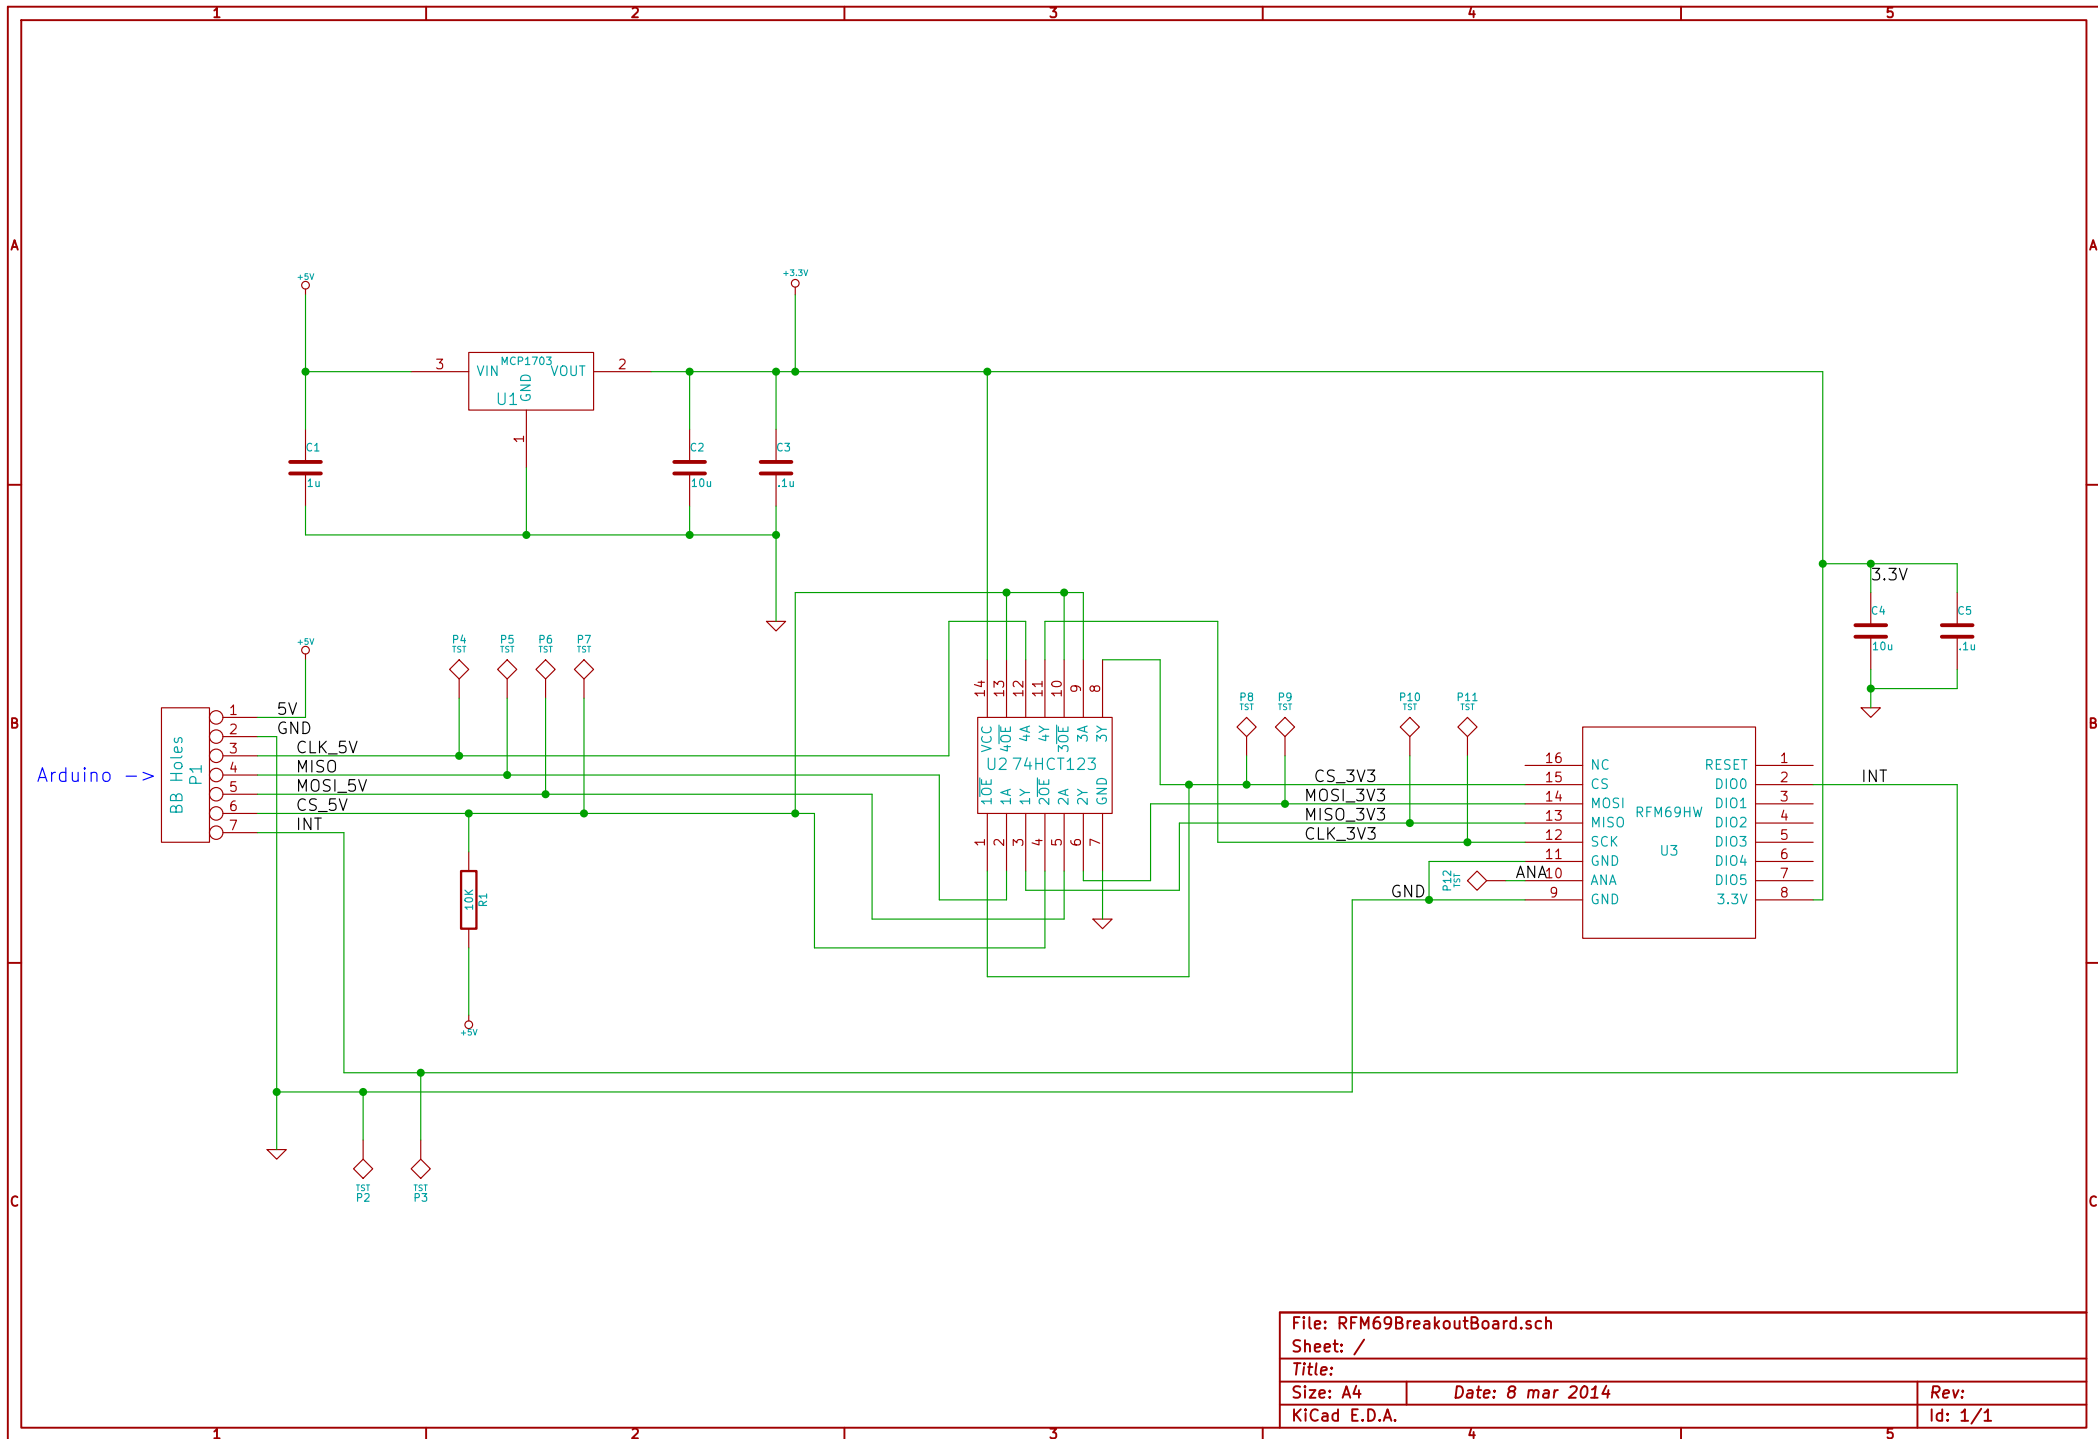 1 2 3 4 5
A A
+5V
+3.3V
3 VIN MCP1703 VOUT 2
U1 GND
1
C1
1u
C2
10u
C3
.1u
3.3V
C4
10u
C5
.1u
+5V
P4
TST
P5
TST
P6
TST
P7
TST
14 13 12 11 10 9 8
VCC 4OE 4A 4Y 3OE 3A 3Y
U2 74HCT123
1OE 1A 1Y 2OE 2A 2Y GND
1 2 3 4 5 6 7
P8
TST
P9
TST
P10
TST
P11
TST
B B
Arduino ->
BB Holes
P1
1 5V
2 GND
3 CLK_5V
4 MISO
5 MOSI_5V
6 CS_5V
7 INT
10K
R1
+5V
CS_3V3
MOSI_3V3
MISO_3V3
CLK_3V3
GND
P12
TST
ANA
16 NC RESET 1
15 CS DIO0 2 INT
14 MOSI DIO1 3
13 MISO DIO2 4
12 SCK DIO3 5
11 GND DIO4 6
10 ANA DIO5 7
9 GND 3.3V 8
RFM69HW
U3
TST
P2
TST
P3
C C
File: RFM69BreakoutBoard.sch
Sheet: /
Title:
Size: A4 Date: 8 mar 2014 Rev:
KiCad E.D.A. Id: 1/1
1 2 3 4 5